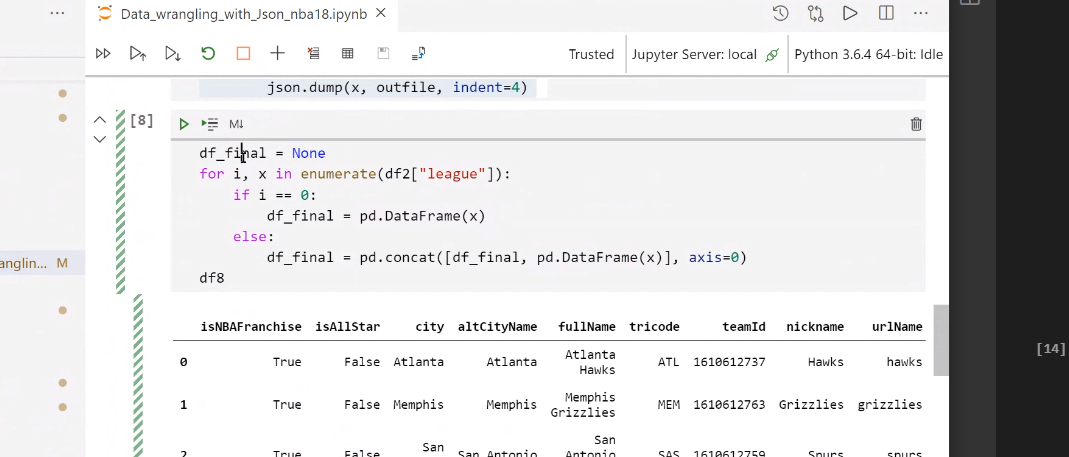 Data_wrangling_with_Json_nba18.ipynb
Trusted Jupyter Server: local Python 3.6.4 64-bit: Idle
json.dump(x, outfile, indent=4)
[8]
M↓
df_final = None
for i, x in enumerate(df2["league"]):
if i == 0:
df_final = pd.DataFrame(x)
else:
df_final = pd.concat([df_final, pd.DataFrame(x)], axis=0)
df8
anglin... M
isNBAFranchise isAllStar city altCityName fullName tricode teamId nickname urlName
0 True False Atlanta Atlanta Atlanta Hawks ATL 1610612737 Hawks hawks
1 True False Memphis Memphis Memphis Grizzlies MEM 1610612763 Grizzlies grizzlies
2 True False San San Antonio San Antonio SAS 1610612759 Spurs spurs
[14]